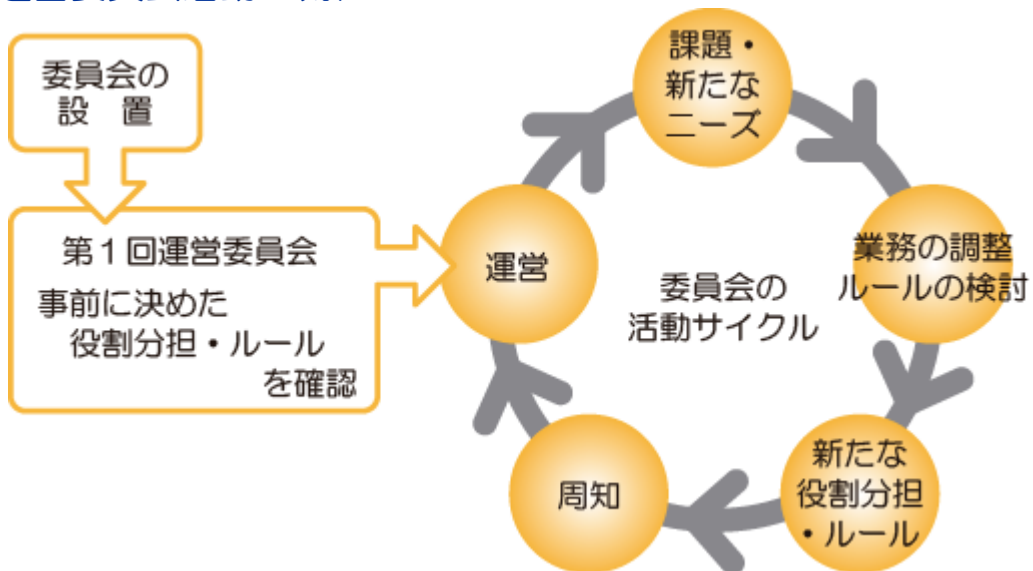 委員会の
設　置
第１回運営委員会
事前に決めた
役割分担・ルール
を確認
運営
課題・
新たな
ニーズ
業務の調整
ルールの検討
新たな
役割分担
・ルール
周知
委員会の
活動サイクル